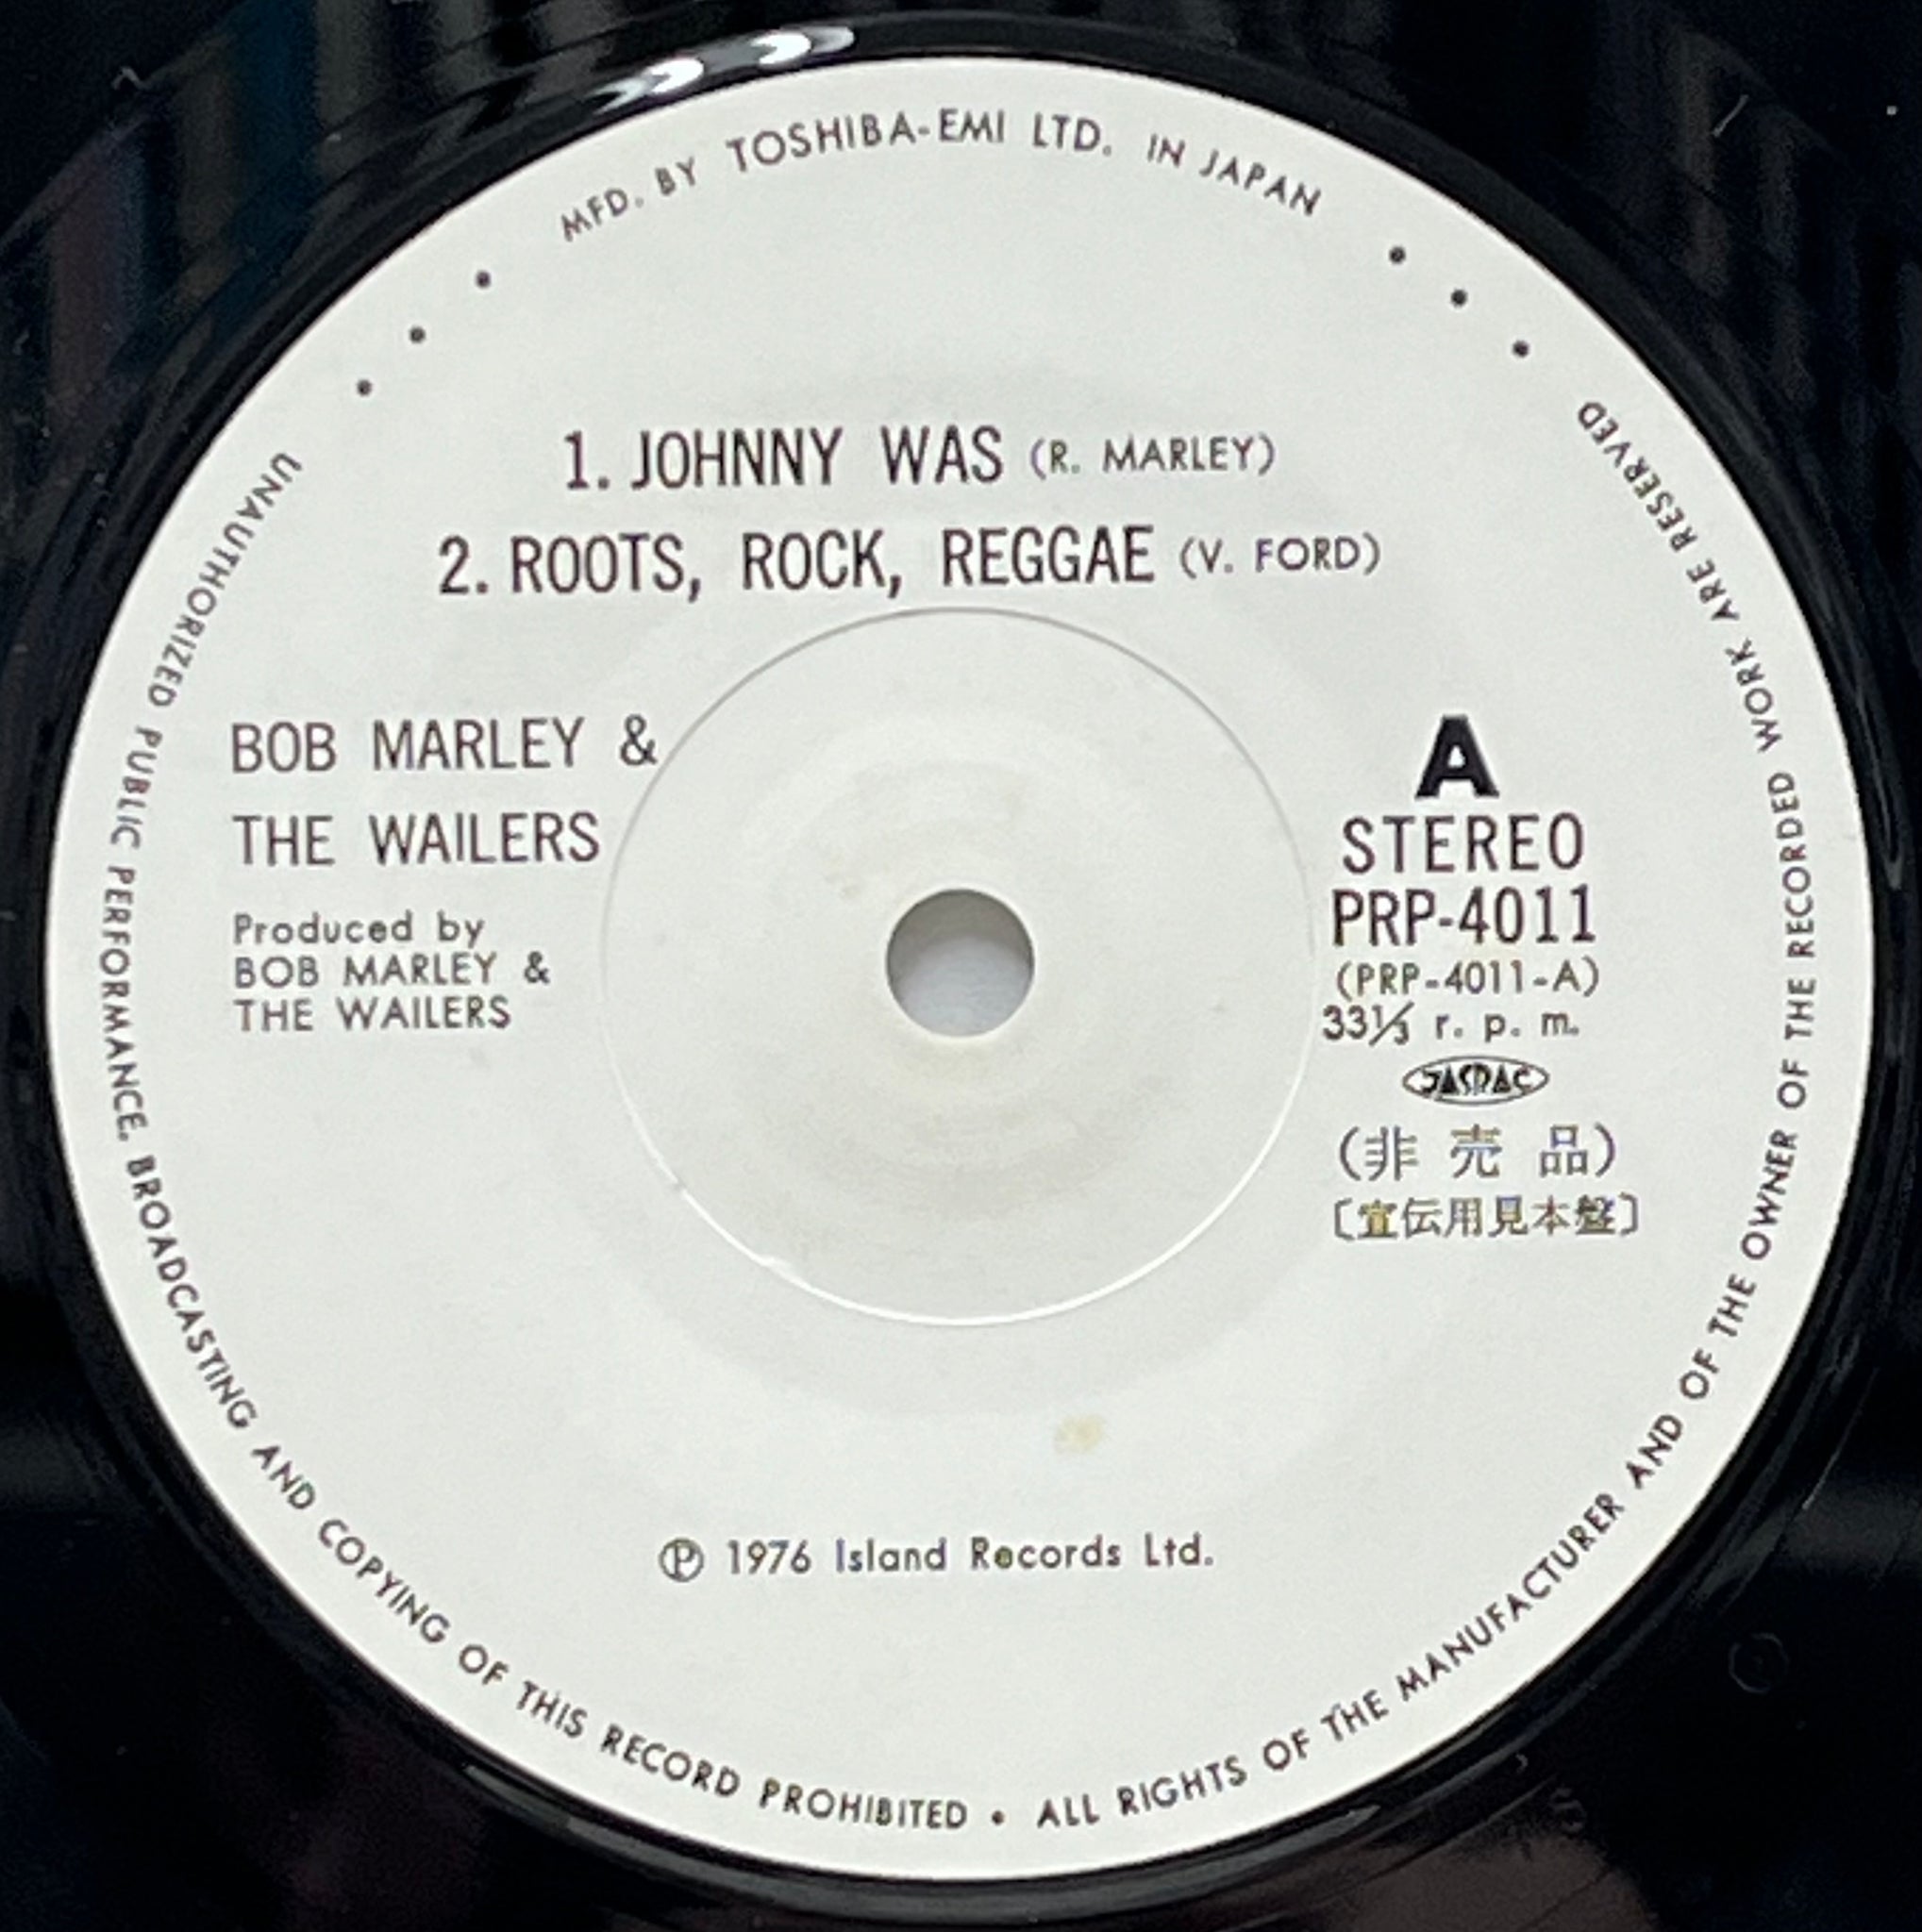 MFD. BY TOSHIBA-EMI LTD. IN JAPAN
1. JOHNNY WAS (R. MARLEY)
2. ROOTS, ROCK, REGGAE (V. FORD)
BOB MARLEY &
THE WAILERS
Produced by
BOB MARLEY &
THE WAILERS
A
STEREO
PRP-4011
(PRP-4011-A)
33⅓ r. p. m.
JASRAC
(非売品)
〔宣伝用見本盤〕
℗ 1976 Island Records Ltd.
UNAUTHORIZED PUBLIC PERFORMANCE. BROADCASTING AND COPYING OF THIS RECORD PROHIBITED • ALL RIGHTS OF THE MANUFACTURER AND OF THE OWNER OF THE RECORDED WORK ARE RESERVED